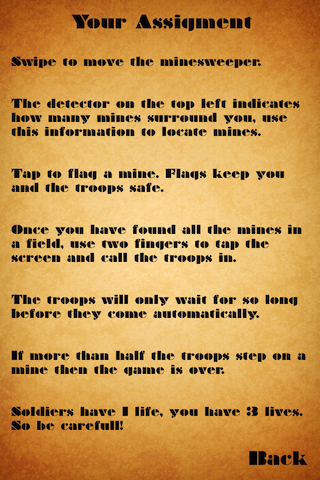 Your Assigment
Swipe to move the minesweeper.
The detector on the top left indicates
how many mines surround you, use
this information to locate mines.
Tap to flag a mine. Flags keep you
and the troops safe.
Once you have found all the mines in
a field, use two fingers to tap the
screen and call the troops in.
The troops will only wait for so long
before they come automatically.
If more than half the troops step on a
mine then the game is over.
Soldiers have 1 life, you have 3 lives.
So be carefull!
Back